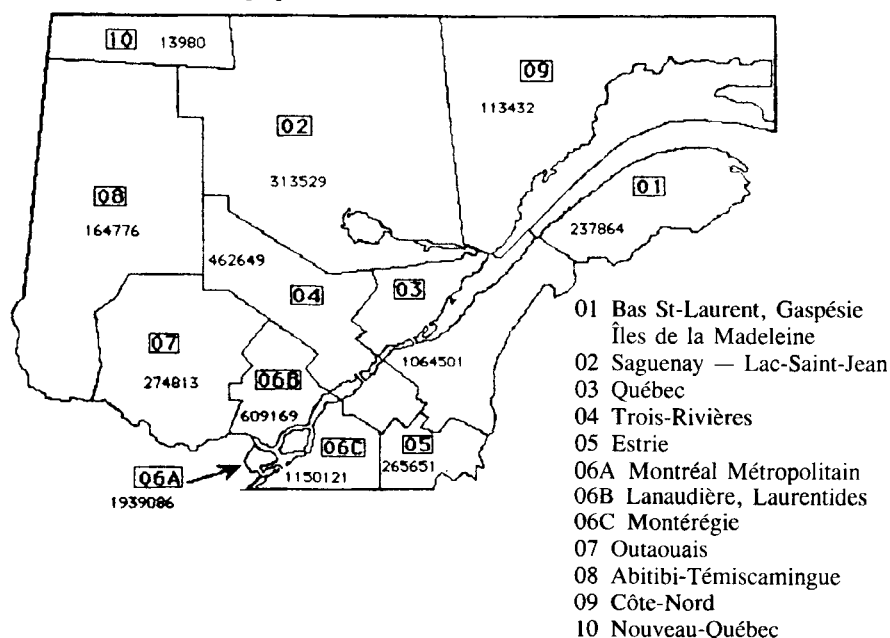 10 13980
09
113432
02
313529
01
237864
08
164776
462649
04
03
07
274813
1064501
06B
609169
06C
1150121
05
265651
06A
1939086
01 Bas St-Laurent, Gaspésie
Îles de la Madeleine
02 Saguenay — Lac-Saint-Jean
03 Québec
04 Trois-Rivières
05 Estrie
06A Montréal Métropolitain
06B Lanaudière, Laurentides
06C Montérégie
07 Outaouais
08 Abitibi-Témiscamingue
09 Côte-Nord
10 Nouveau-Québec